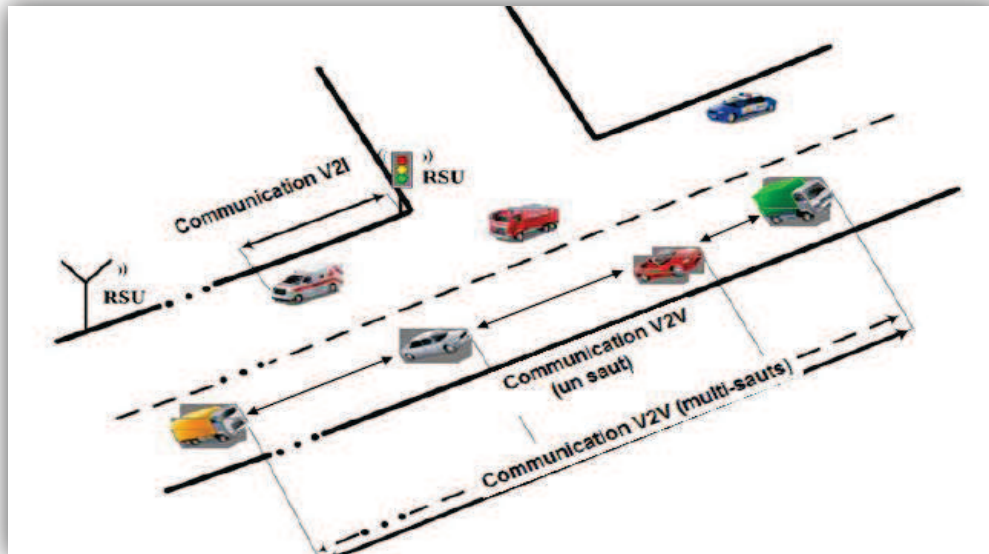 Communication V2I
RSU
RSU
Communication V2V
(un saut)
Communication V2V (multi-sauts)